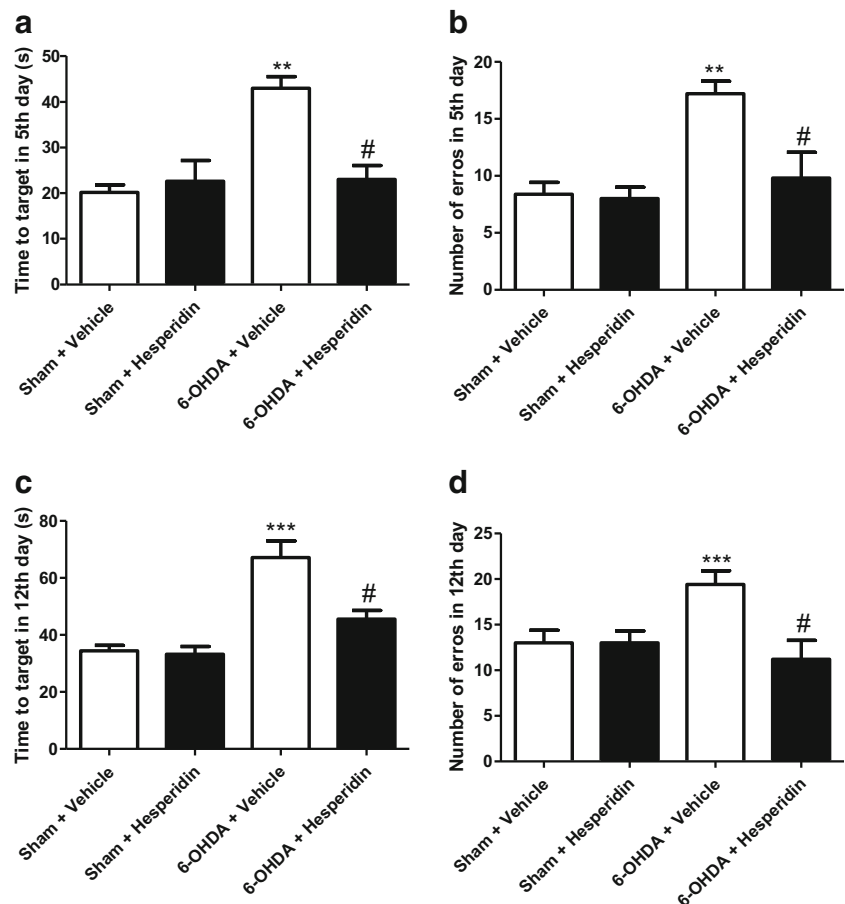 a
Time to target in 5th day (s)
50
40
30
20
10
0
**
#
Sham + Vehicle
Sham + Hesperidin
6-OHDA + Vehicle
6-OHDA + Hesperidin
b
Number of erros in 5th day
20
15
10
5
0
**
#
Sham + Vehicle
Sham + Hesperidin
6-OHDA + Vehicle
6-OHDA + Hesperidin
c
Time to target in 12th day (s)
80
60
40
20
0
***
#
Sham + Vehicle
Sham + Hesperidin
6-OHDA + Vehicle
6-OHDA + Hesperidin
d
Number of erros in 12th day
25
20
15
10
5
0
***
#
Sham + Vehicle
Sham + Hesperidin
6-OHDA + Vehicle
6-OHDA + Hesperidin